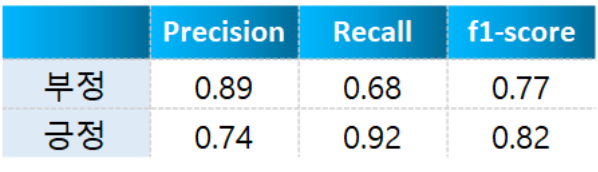 Precision Recall f1-score
부정 0.89 0.68 0.77
긍정 0.74 0.92 0.82